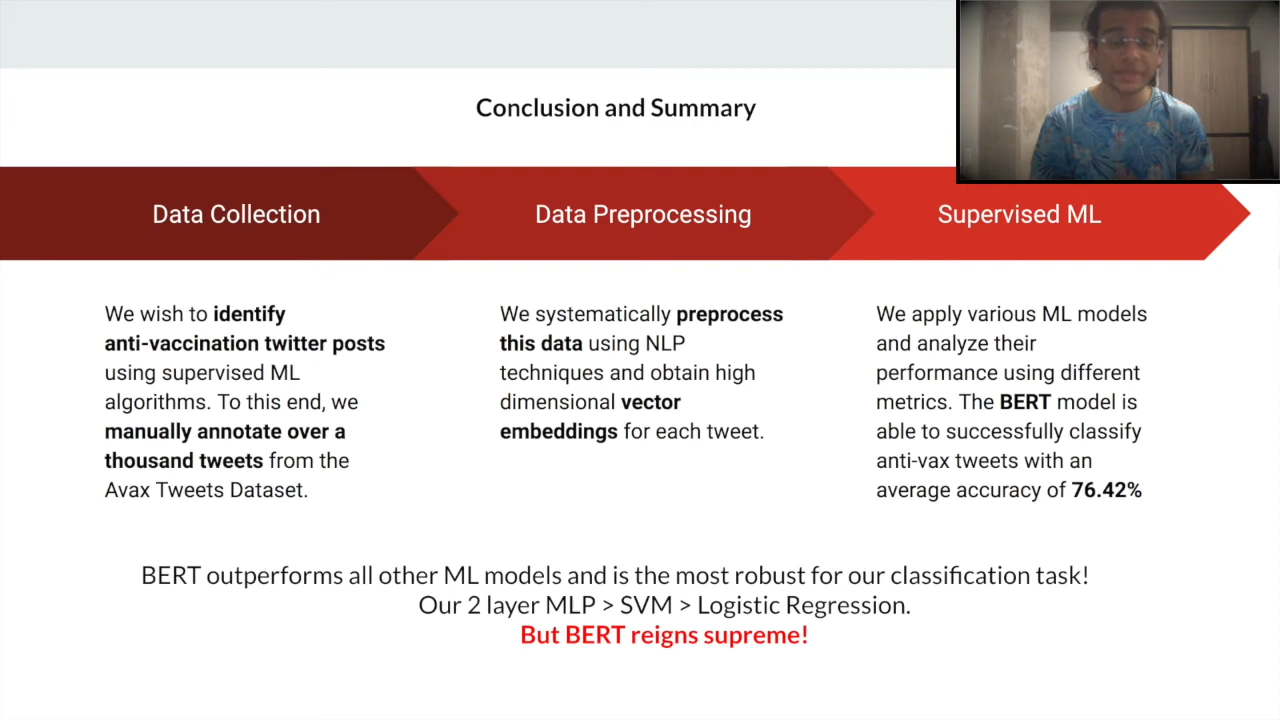 Conclusion and Summary
Data Collection
Data Preprocessing
Supervised ML
We wish to identify
anti-vaccination twitter posts
using supervised ML
algorithms. To this end, we
manually annotate over a
thousand tweets from the
Avax Tweets Dataset.
We systematically preprocess
this data using NLP
techniques and obtain high
dimensional vector
embeddings for each tweet.
We apply various ML models
and analyze their
performance using different
metrics. The BERT model is
able to successfully classify
anti-vax tweets with an
average accuracy of 76.42%
BERT outperforms all other ML models and is the most robust for our classification task!
Our 2 layer MLP > SVM > Logistic Regression.
But BERT reigns supreme!